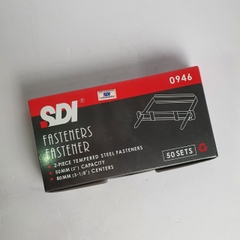 0946
SDI®
FASTENERS
FASTENER
2-PIECE TEMPERED STEEL FASTENERS
50MM (2") CAPACITY
80MM (3-1/8") CENTERS
50 SETS